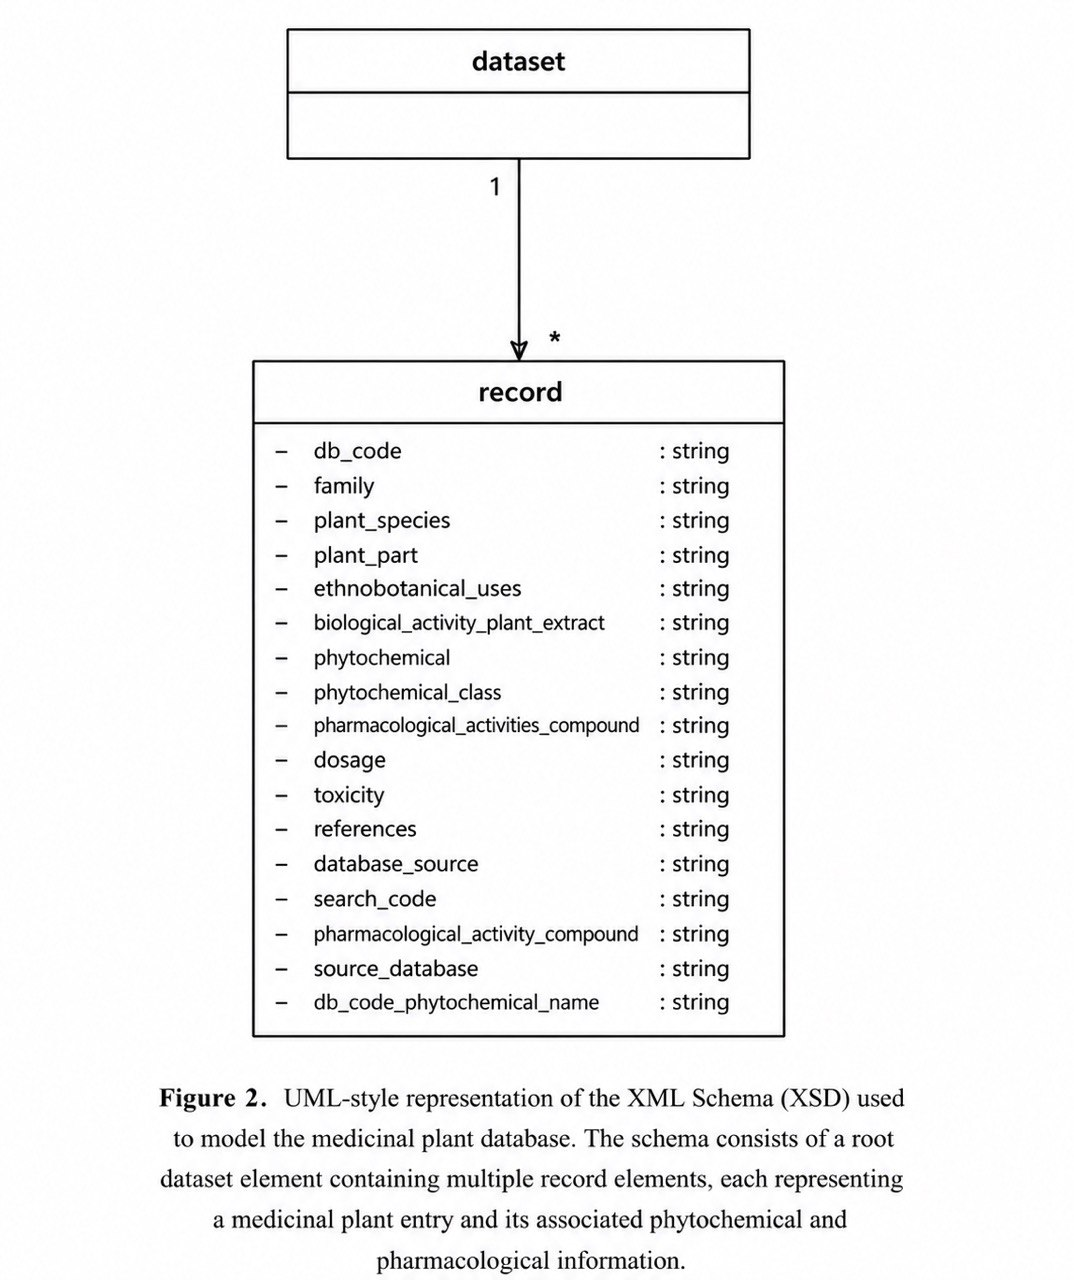 dataset
1
*
record
– db_code : string
– family : string
– plant_species : string
– plant_part : string
– ethnobotanical_uses : string
– biological_activity_plant_extract : string
– phytochemical : string
– phytochemical_class : string
– pharmacological_activities_compound : string
– dosage : string
– toxicity : string
– references : string
– database_source : string
– search_code : string
– pharmacological_activity_compound : string
– source_database : string
– db_code_phytochemical_name : string
Figure 2. UML-style representation of the XML Schema (XSD) used
to model the medicinal plant database. The schema consists of a root
dataset element containing multiple record elements, each representing
a medicinal plant entry and its associated phytochemical and
pharmacological information.